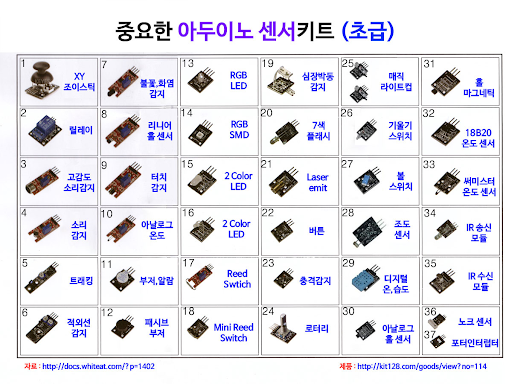 중요한 아두이노 센서키트 (초급)
1
XY
조이스틱
7
불꽃,화염
감지
13
RGB
LED
19
심장박동
감지
25
매직
라이트컵
31
홀
마그네틱
2
릴레이
8
리니어
홀 센서
14
RGB
SMD
20
7색
플래시
26
기울기
스위치
32
18B20
온도 센서
3
고감도
소리감지
9
터치
감지
15
2 Color
LED
21
Laser
emit
27
볼
스위치
33
써미스터
온도 센서
4
소리
감지
10
아날로그
온도
16
2 Color
LED
22
버튼
28
조도
센서
34
IR 송신
모듈
5
트래킹
11
부저,알람
17
Reed
Swtich
23
충격감지
29
디지털
온,습도
35
IR 수신
모듈
6
적외선
감지
12
패시브
부저
18
Mini Reed
Switch
24
로터리
30
아날로그
홀 센서
36
노크 센서
37
포터인터럽터
자료 : http://docs.whiteat.com/?p=1402
제품 : http://kit128.com/goods/view?no=114